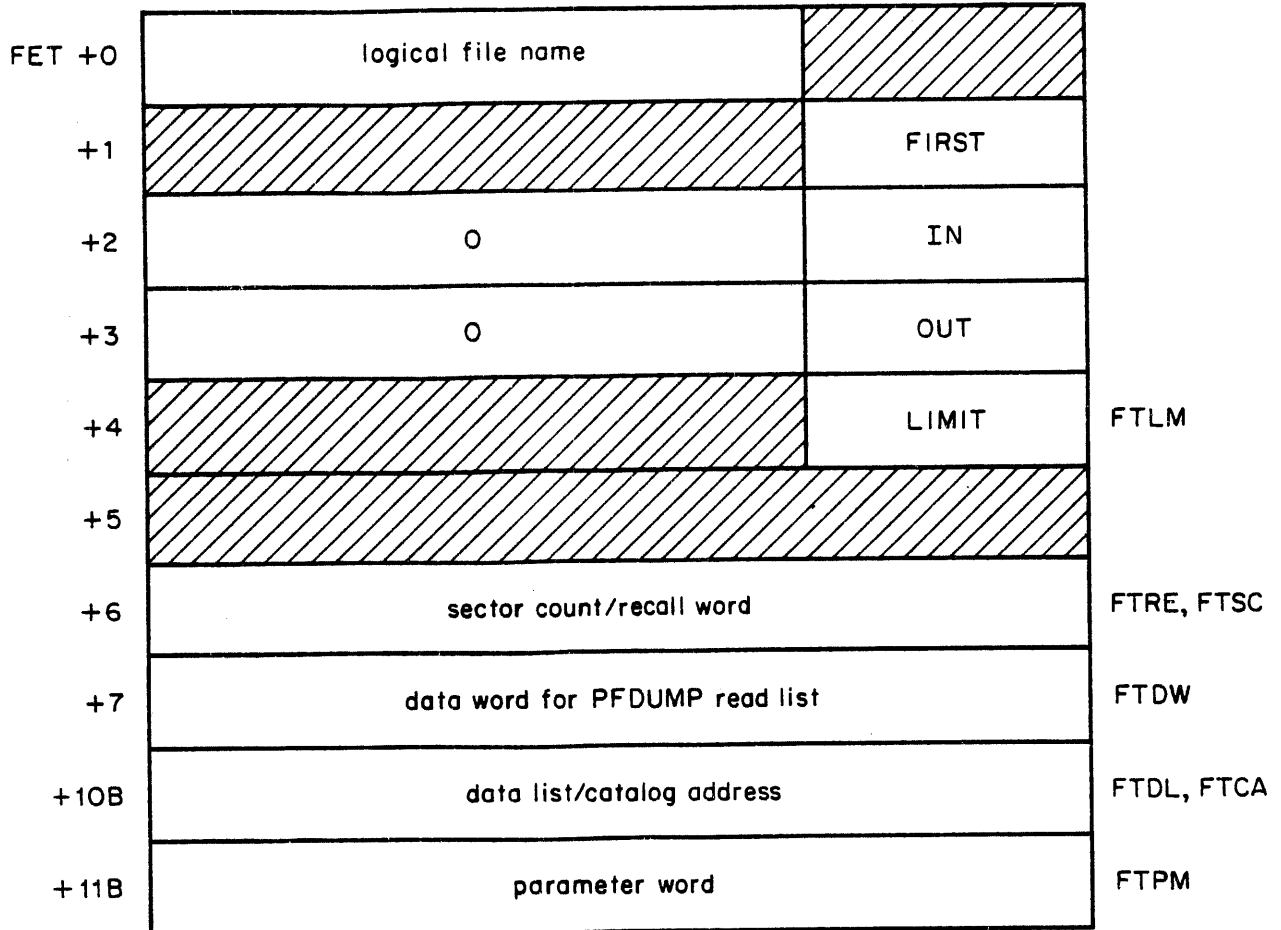 FET +0 logical file name
+1 FIRST
+2 0 IN
+3 0 OUT
+4 LIMIT FTLM
+5
+6 sector count/recall word FTRE, FTSC
+7 data word for PFDUMP read list FTDW
+10B data list/catalog address FTDL, FTCA
+11B parameter word FTPM